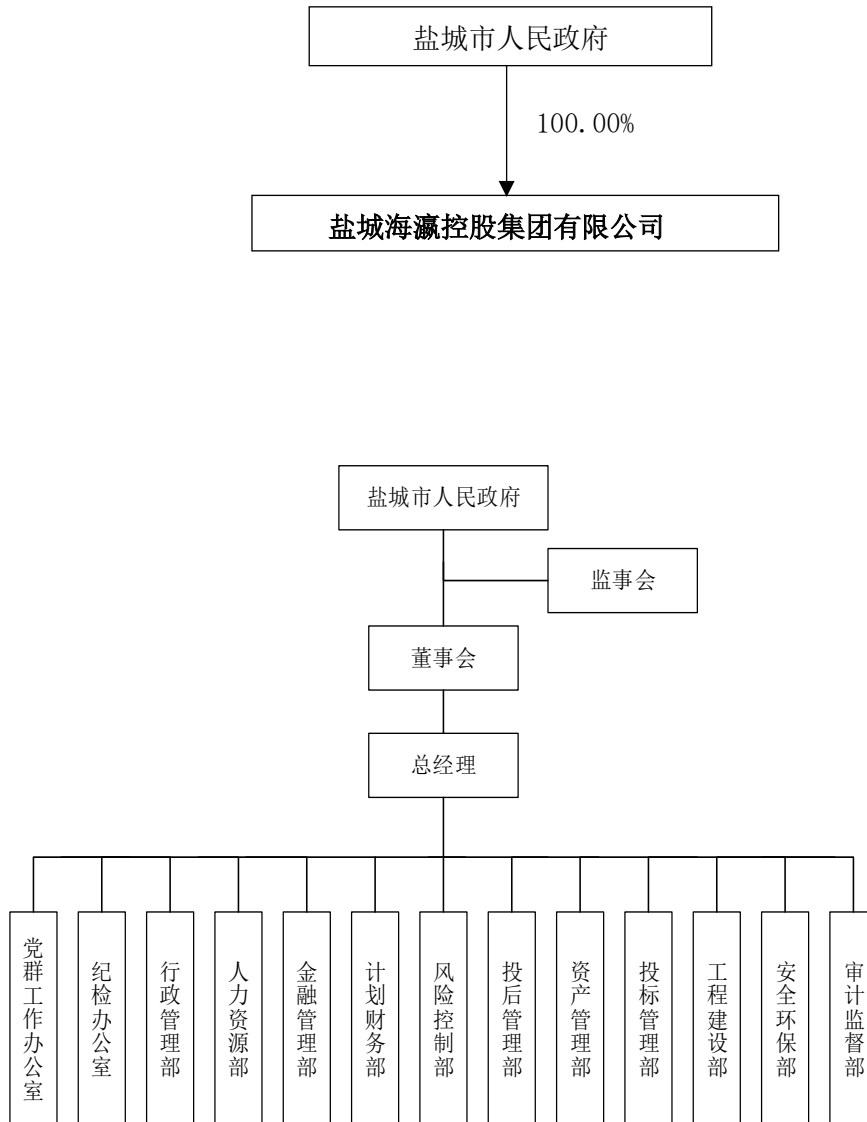 盐城市人民政府
100.00%
盐城海瀛控股集团有限公司
盐城市人民政府
监事会
董事会
总经理
党群工作办公室
纪检办公室
行政管理部
人力资源部
金融管理部
计划财务部
风险控制部
投后管理部
资产管理部
投标管理部
工程建设部
安全环保部
审计监督部